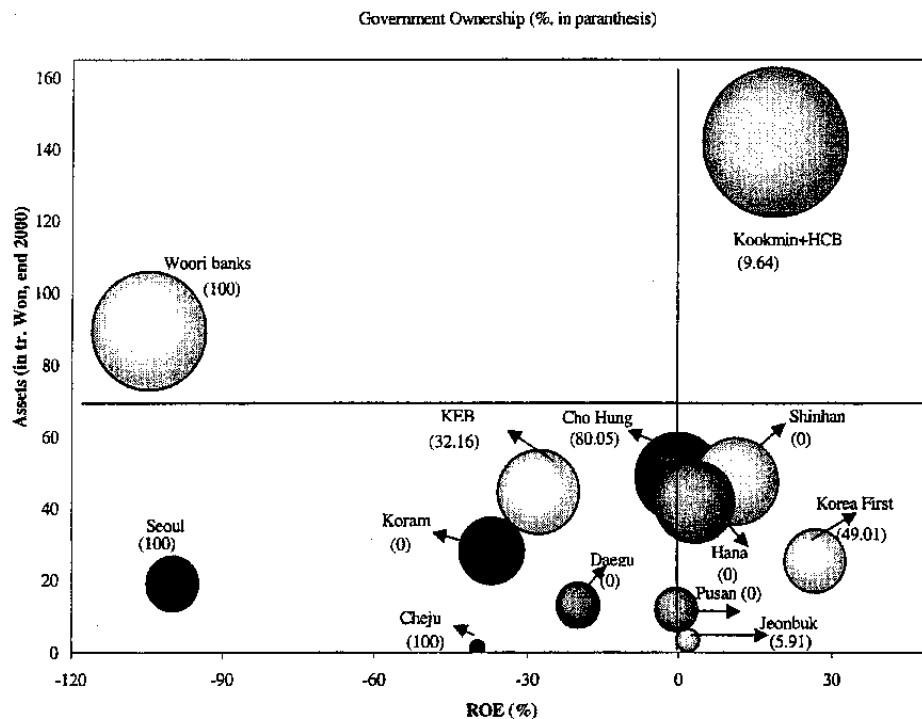 Government Ownership (%, in paranthesis)
Assets (in tr. Won, end 2000)
160
140
120
100
80
60
40
20
0
Kookmin+HCB
(9.64)
Woori banks
(100)
KEB
(32.16)
Cho Hung
(80.05)
Shinhan
(0)
Korea First
(49.01)
Koram
(0)
Seoul
(100)
Hana
(0)
Daegu
(0)
Pusan (0)
Cheju
(100)
Jeonbuk
(5.91)
-120 -90 -60 -30 0 30
ROE (%)